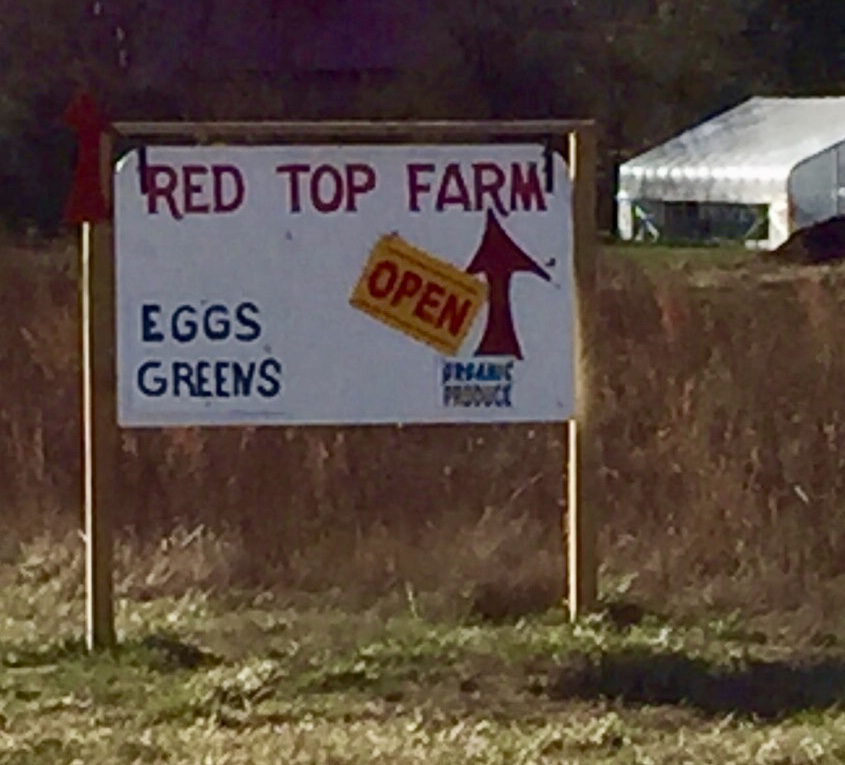 RED TOP FARM
OPEN
EGGS
GREENS
ORGANIC
PRODUCE